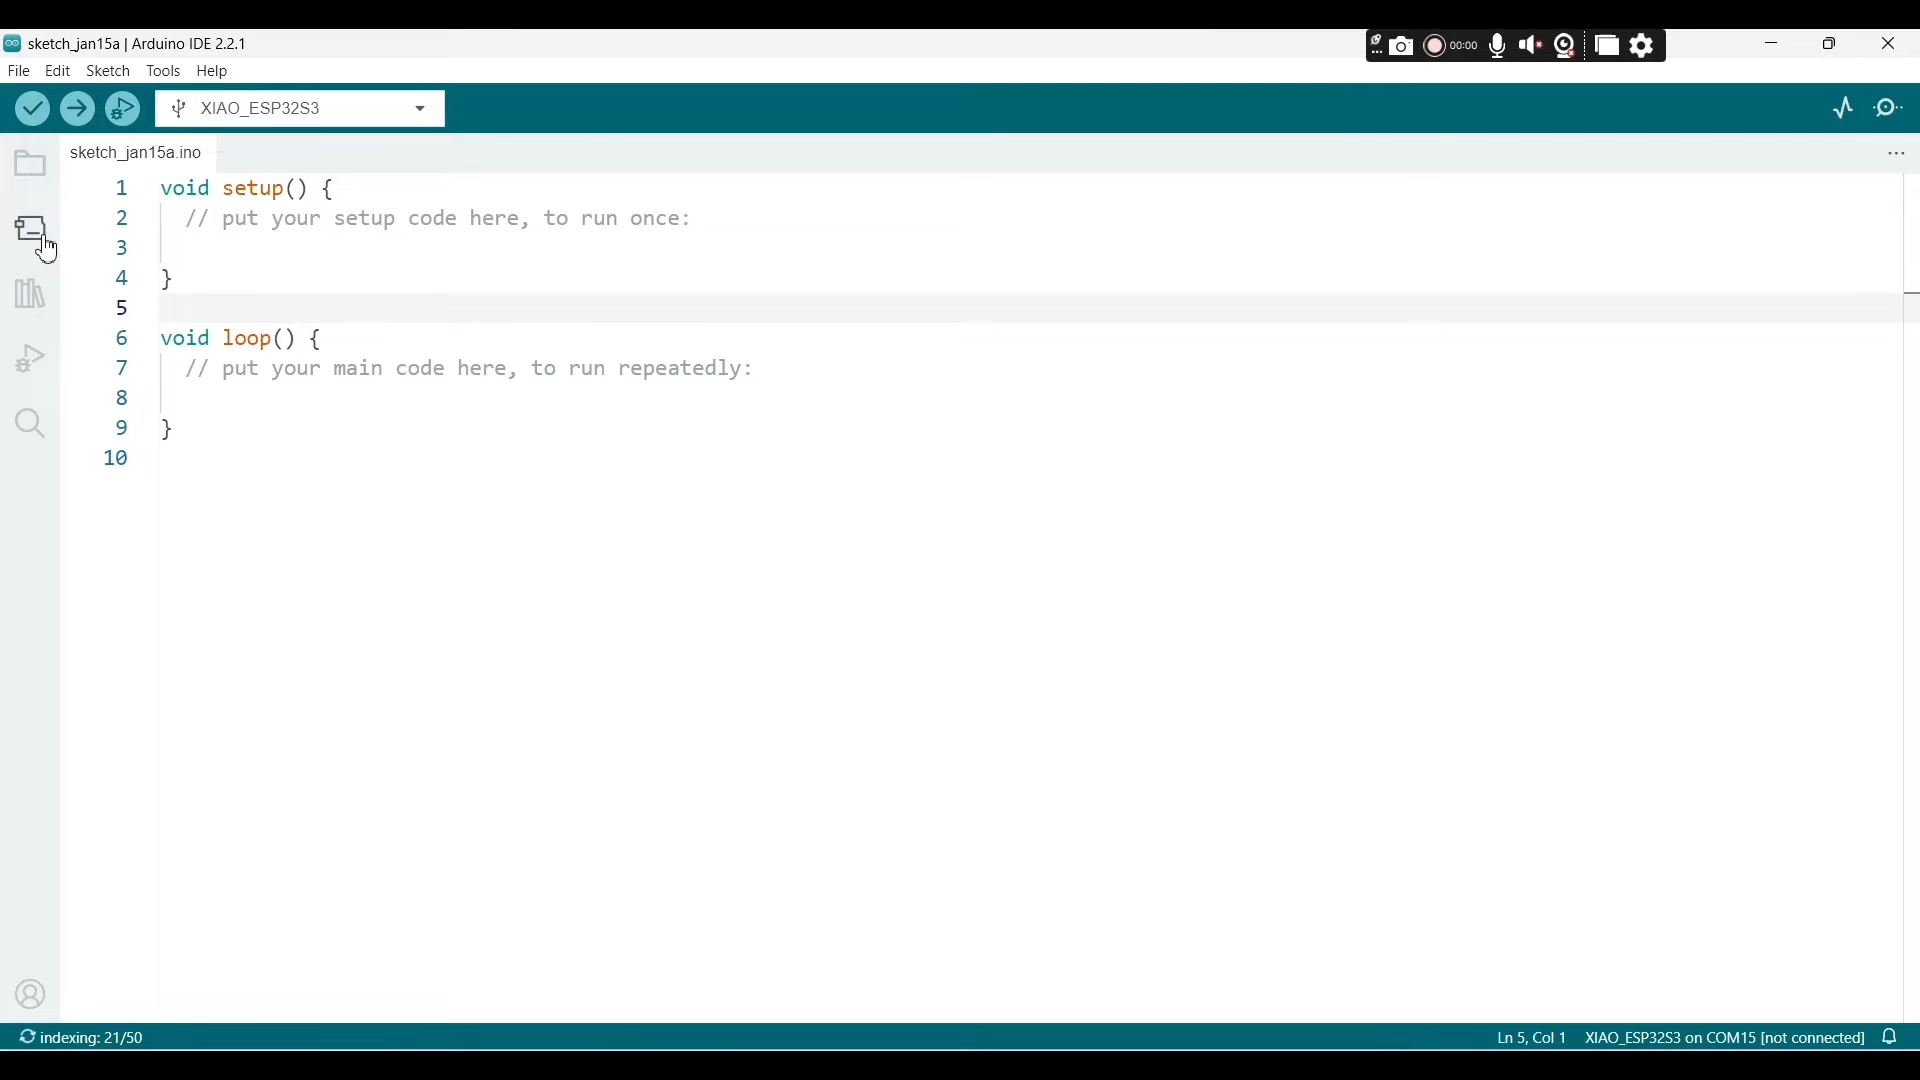 sketch_jan15a | Arduino IDE 2.2.1
00:00
File Edit Sketch Tools Help
XIAO_ESP32S3
sketch_jan15a.ino
1 void setup() {
2 // put your setup code here, to run once:
3
4 }
5
6 void loop() {
7 // put your main code here, to run repeatedly:
8
9 }
10
indexing: 21/50 Ln 5, Col 1 XIAO_ESP32S3 on COM15 [not connected]